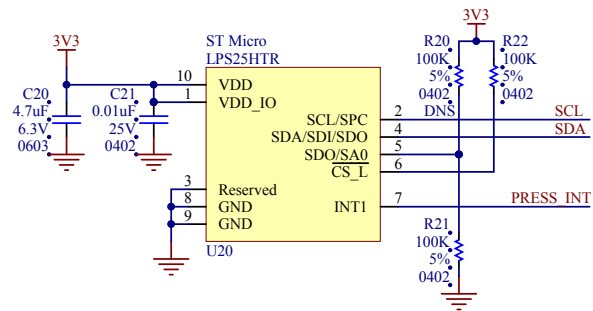 3V3
3V3
ST Micro
LPS25HTR
R20
100K
5%
0402
DNS
R22
100K
5%
0402
C20
4.7uF
6.3V
0603
C21
0.01uF
25V
0402
10 VDD
1 VDD_IO
SCL/SPC 2 SCL
SDA/SDI/SDO 4 SDA
SDO/SA0 5
CS_L 6
3 Reserved
8 GND
9 GND
INT1 7 PRESS_INT
U20
R21
100K
5%
0402